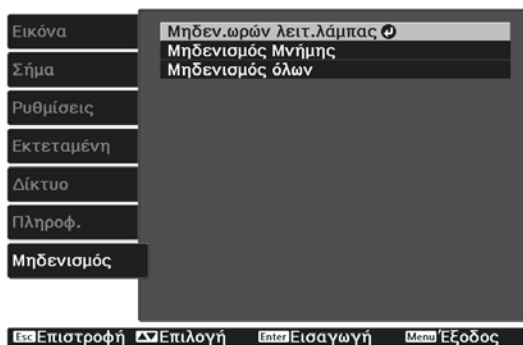 Εικόνα
Σήμα
Ρυθμίσεις
Εκτεταμένη
Δίκτυο
Πληροφ.
Μηδενισμός
Μηδεν.ωρών λειτ.λάμπας
Μηδενισμός Μνήμης
Μηδενισμός όλων
Esc Επιστροφή Επιλογή Enter Εισαγωγή Menu Έξοδος